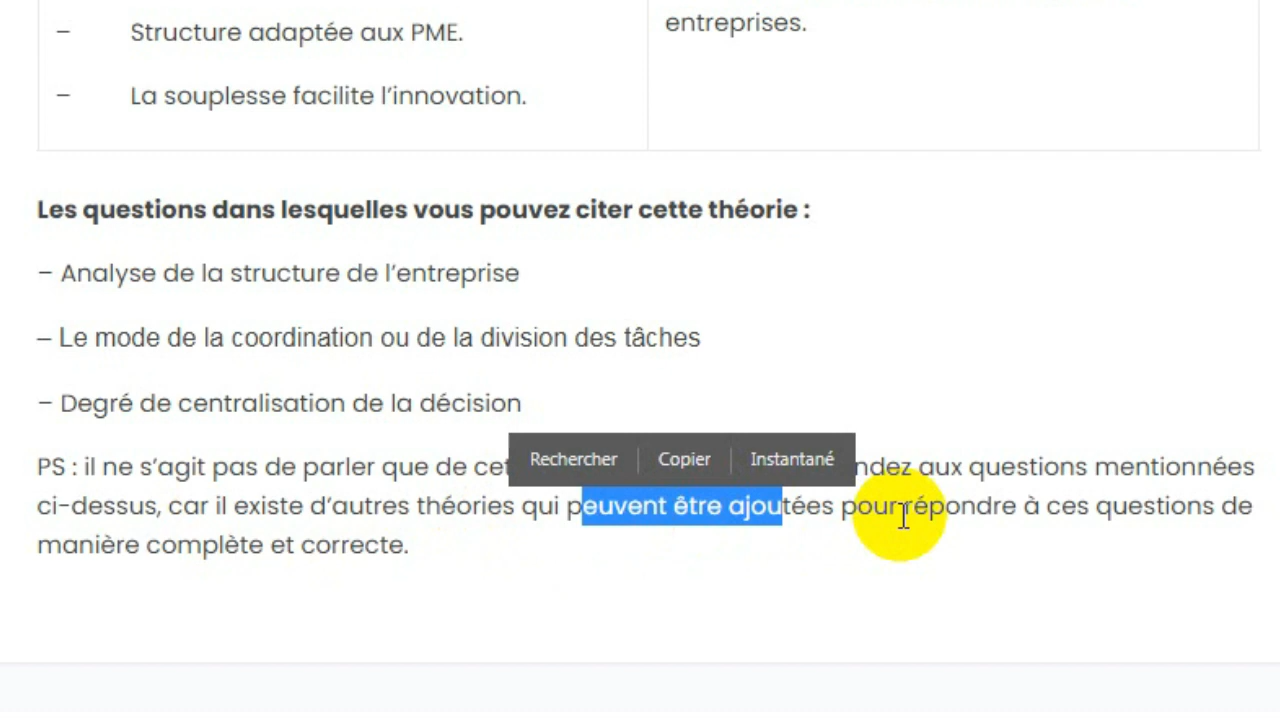 entreprises.
– Structure adaptée aux PME.
– La souplesse facilite l’innovation.
Les questions dans lesquelles vous pouvez citer cette théorie :
– Analyse de la structure de l’entreprise
– Le mode de la coordination ou de la division des tâches
– Degré de centralisation de la décision
Rechercher Copier Instantané
PS : il ne s’agit pas de parler que de aux questions mentionnées
ci-dessus, car il existe d’autres théories qui peuvent être ajoutées pour répondre à ces questions de
manière complète et correcte.